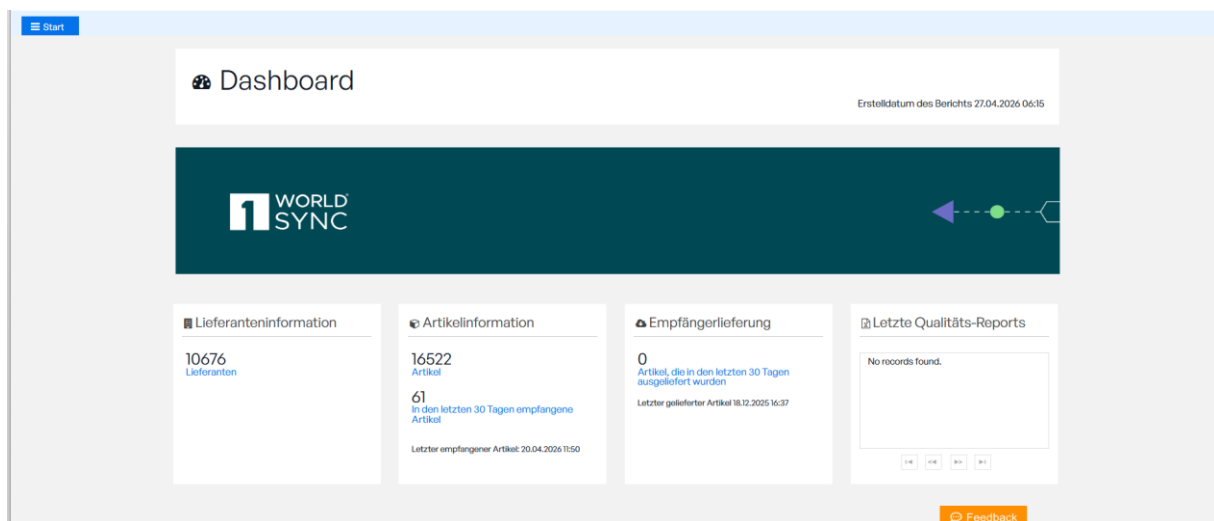 Start
Dashboard
Erstelldatum des Berichts 27.04.2026 06:15
1 WORLD
SYNC
Lieferanteninformation
10676
Lieferanten
Artikelinformation
16522
Artikel
61
In den letzten 30 Tagen empfangene
Artikel
Letzter empfangener Artikel: 20.04.2026 11:50
Empfängerlieferung
0
Artikel, die in den letzten 30 Tagen
ausgeliefert wurden
Letzter gelieferter Artikel 18.12.2025 16:37
Letzte Qualitäts-Reports
No records found.
Feedback